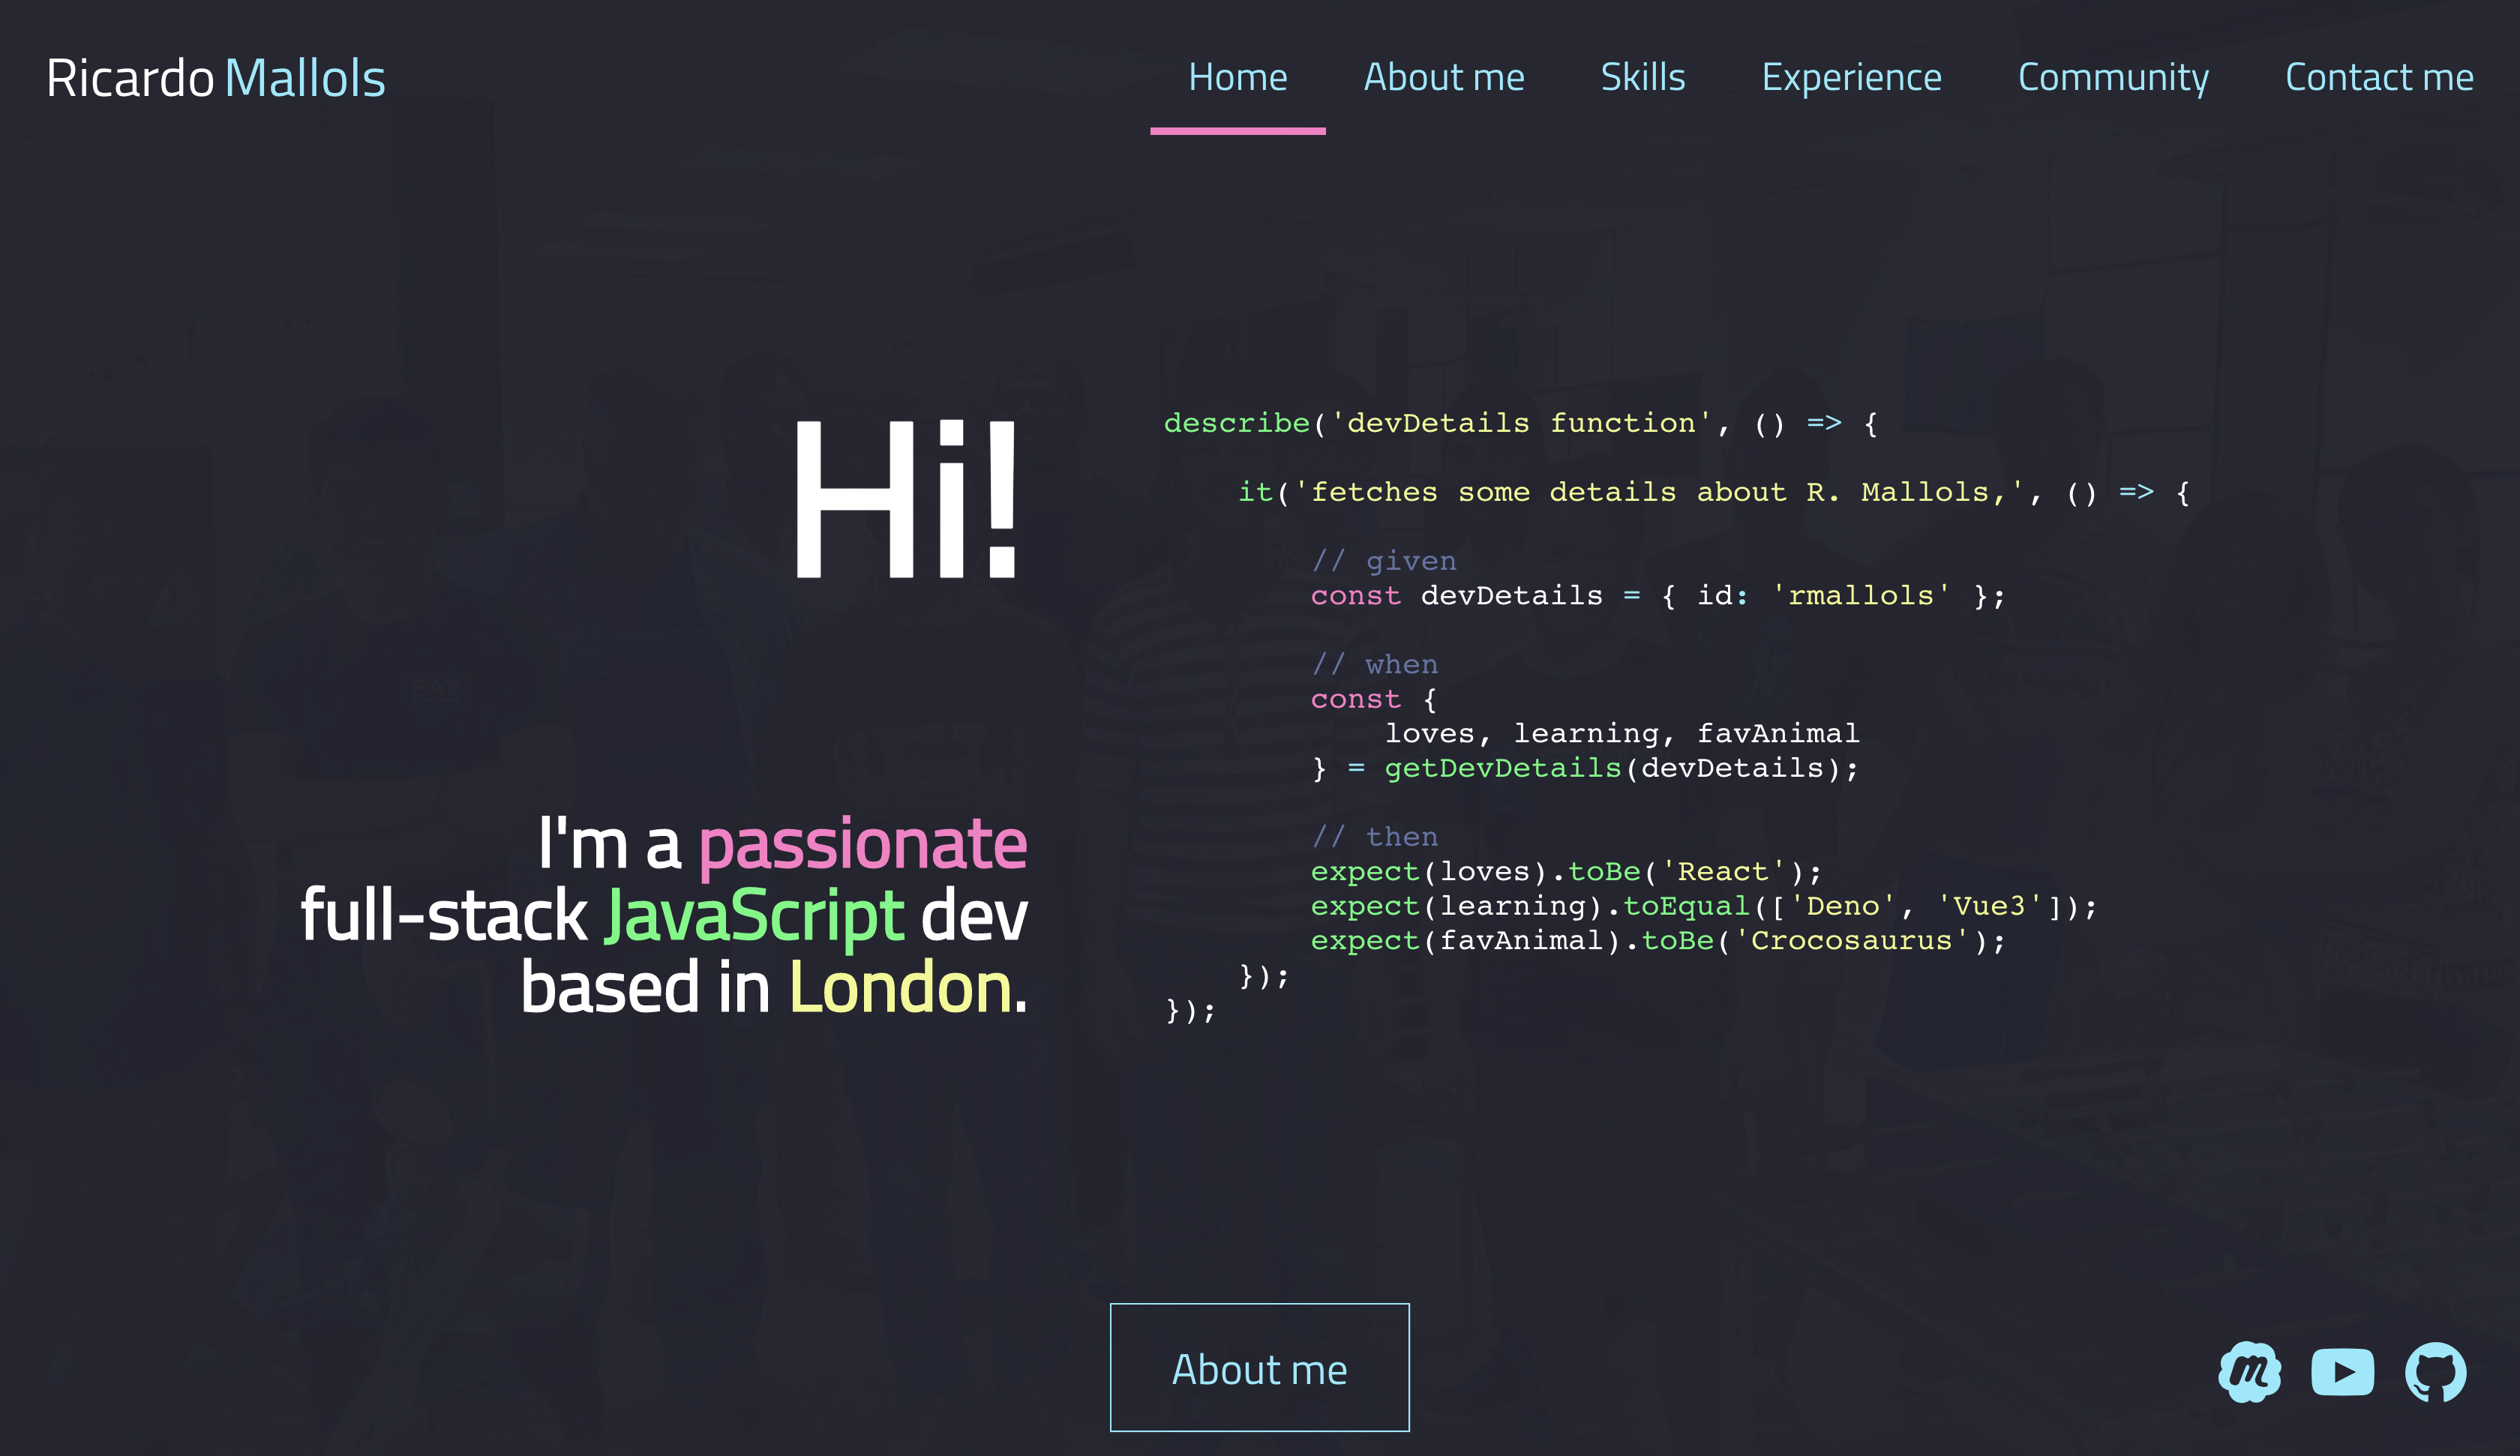 Ricardo Mallols
Home About me Skills Experience Community Contact me
Hi!
I'm a passionate
full-stack JavaScript dev
based in London.
describe('devDetails function', () => {
it('fetches some details about R. Mallols,', () => {
// given
const devDetails = { id: 'rmallols' };
// when
const {
loves, learning, favAnimal
} = getDevDetails(devDetails);
// then
expect(loves).toBe('React');
expect(learning).toEqual(['Deno', 'Vue3']);
expect(favAnimal).toBe('Crocosaurus');
});
});
EA7
About me